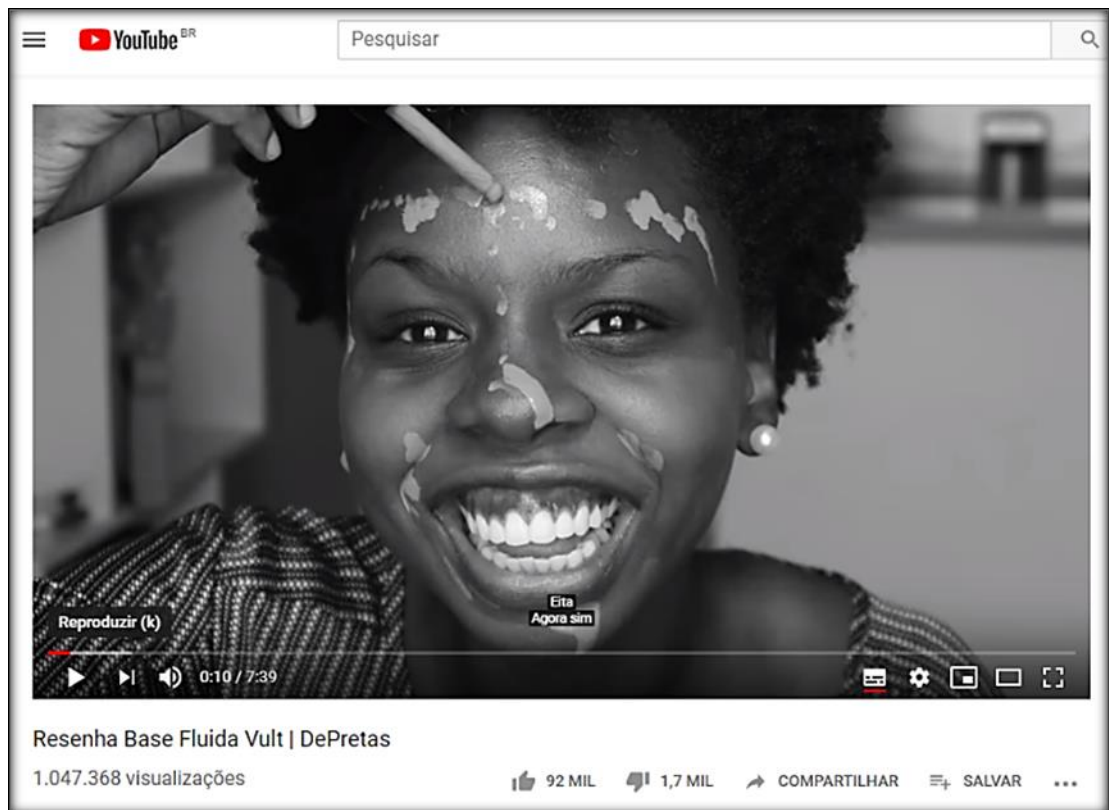 YouTube BR
Pesquisar
Eita
Agora sim
Reproduzir (k)
0:10 / 7:39
Resenha Base Fluida Vult | DePretas
1.047.368 visualizações
92 MIL
1,7 MIL
COMPARTILHAR
SALVAR